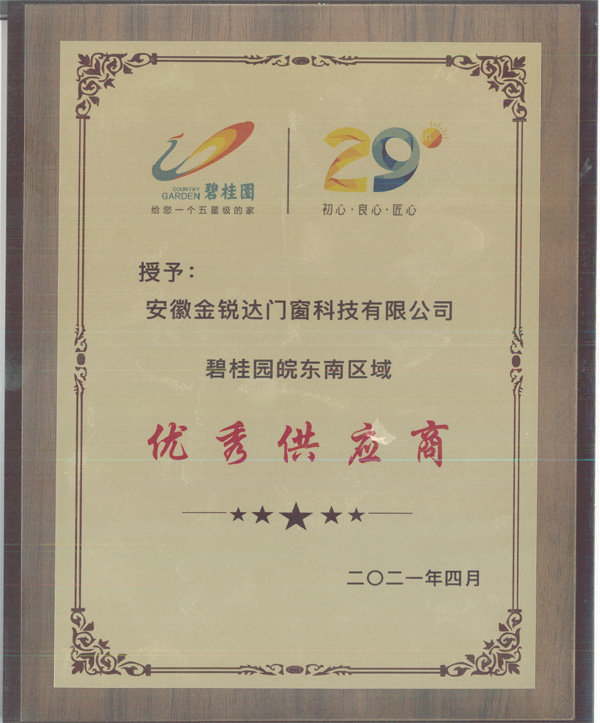 COUNTRY
GARDEN 碧桂園
给您一个五星级的家
29
初心·良心·匠心
授予：
安徽金锐达门窗科技有限公司
碧桂园皖东南区域
优秀供应商
二〇二一年四月